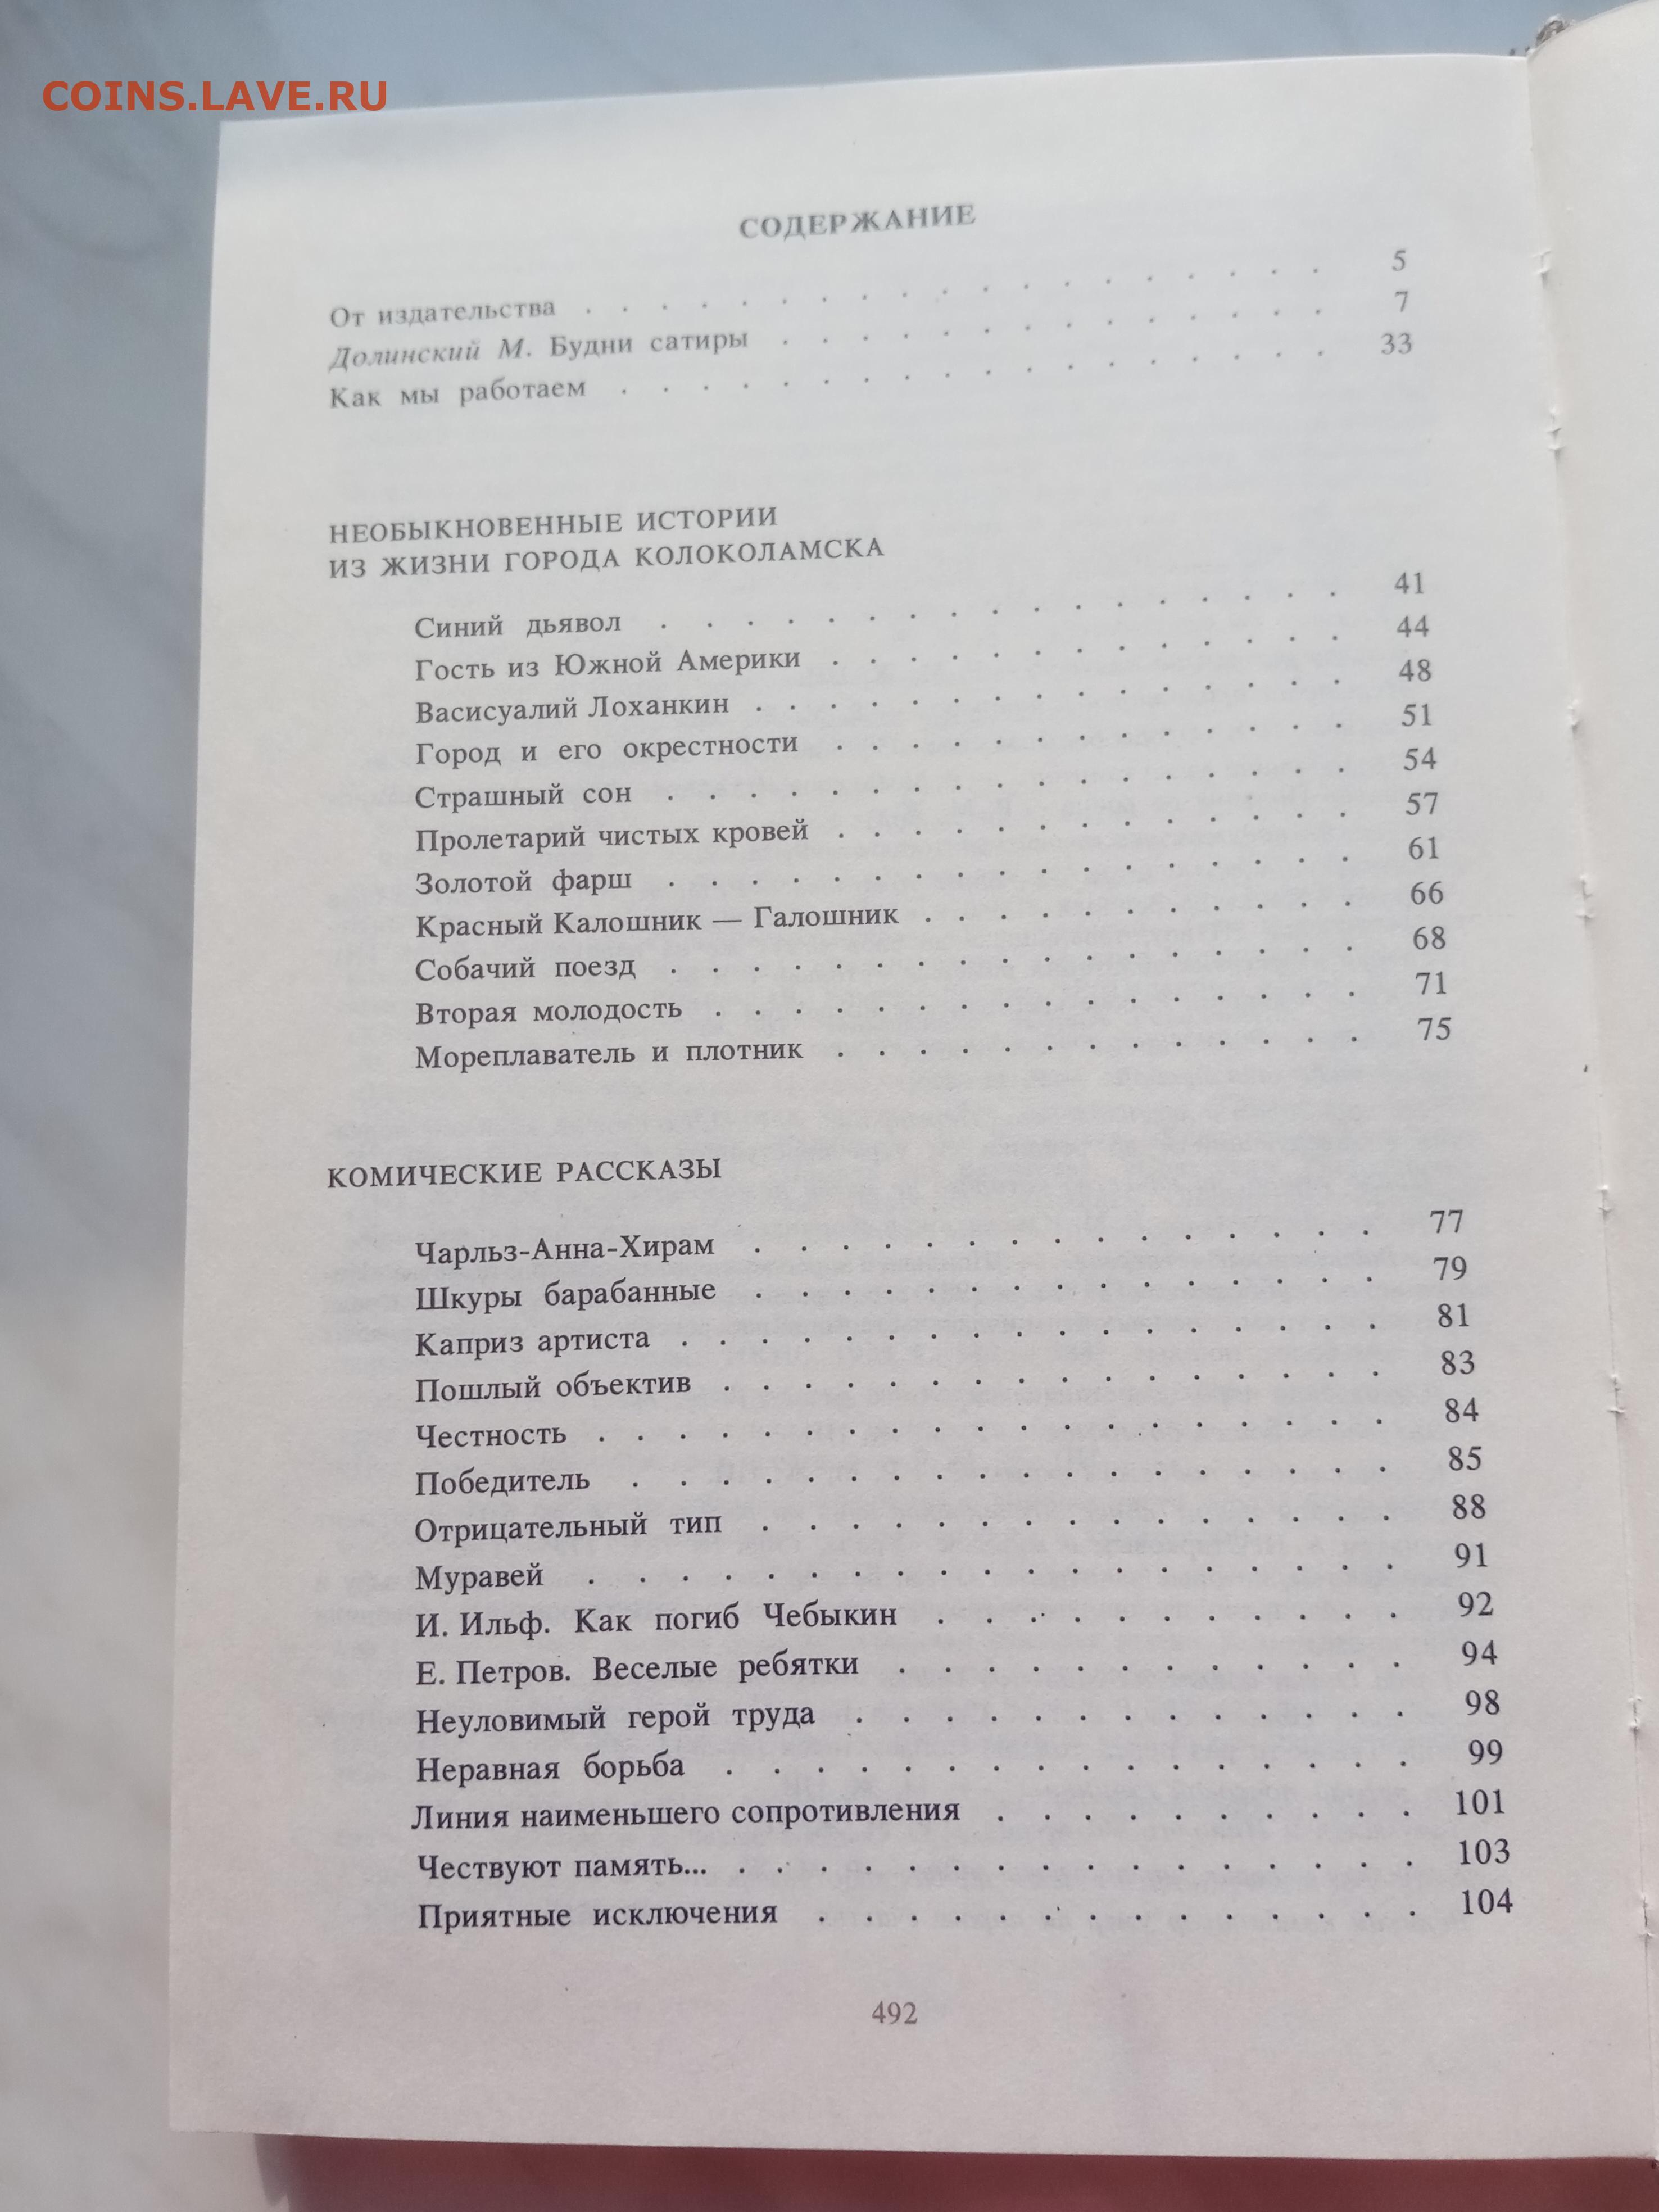 COINS.LAVE.RU
СОДЕРЖАНИЕ
От издательства . . . . . . . . . . . . . . . . . . 5
Долинский М. Будни сатиры . . . . . . . . . . . . . . 7
Как мы работаем . . . . . . . . . . . . . . . . . . 33
НЕОБЫКНОВЕННЫЕ ИСТОРИИ
ИЗ ЖИЗНИ ГОРОДА КОЛОКОЛАМСКА
Синий дьявол . . . . . . . . . . . . . . . . . 41
Гость из Южной Америки . . . . . . . . . . . . . 44
Васисуалий Лоханкин . . . . . . . . . . . . . . . 48
Город и его окрестности . . . . . . . . . . . . . 51
Страшный сон . . . . . . . . . . . . . . . . . 54
Пролетарий чистых кровей . . . . . . . . . . . . . 57
Золотой фарш . . . . . . . . . . . . . . . . . 61
Красный Калошник — Галошник . . . . . . . . . . . 66
Собачий поезд . . . . . . . . . . . . . . . . . 68
Вторая молодость . . . . . . . . . . . . . . . . 71
Мореплаватель и плотник . . . . . . . . . . . . . 75
КОМИЧЕСКИЕ РАССКАЗЫ
Чарльз-Анна-Хирам . . . . . . . . . . . . . . . 77
Шкуры барабанные . . . . . . . . . . . . . . . 79
Каприз артиста . . . . . . . . . . . . . . . . . 81
Пошлый объектив . . . . . . . . . . . . . . . . 83
Честность . . . . . . . . . . . . . . . . . . . 84
Победитель . . . . . . . . . . . . . . . . . . 85
Отрицательный тип . . . . . . . . . . . . . . . 88
Муравей . . . . . . . . . . . . . . . . . . 91
И. Ильф. Как погиб Чебыкин . . . . . . . . . . . 92
Е. Петров. Веселые ребятки . . . . . . . . . . . . 94
Неуловимый герой труда . . . . . . . . . . . . . 98
Неравная борьба . . . . . . . . . . . . . . . . 99
Линия наименьшего сопротивления . . . . . . . . . . 101
Чествуют память... . . . . . . . . . . . . . . . . 103
Приятные исключения . . . . . . . . . . . . . . 104
492